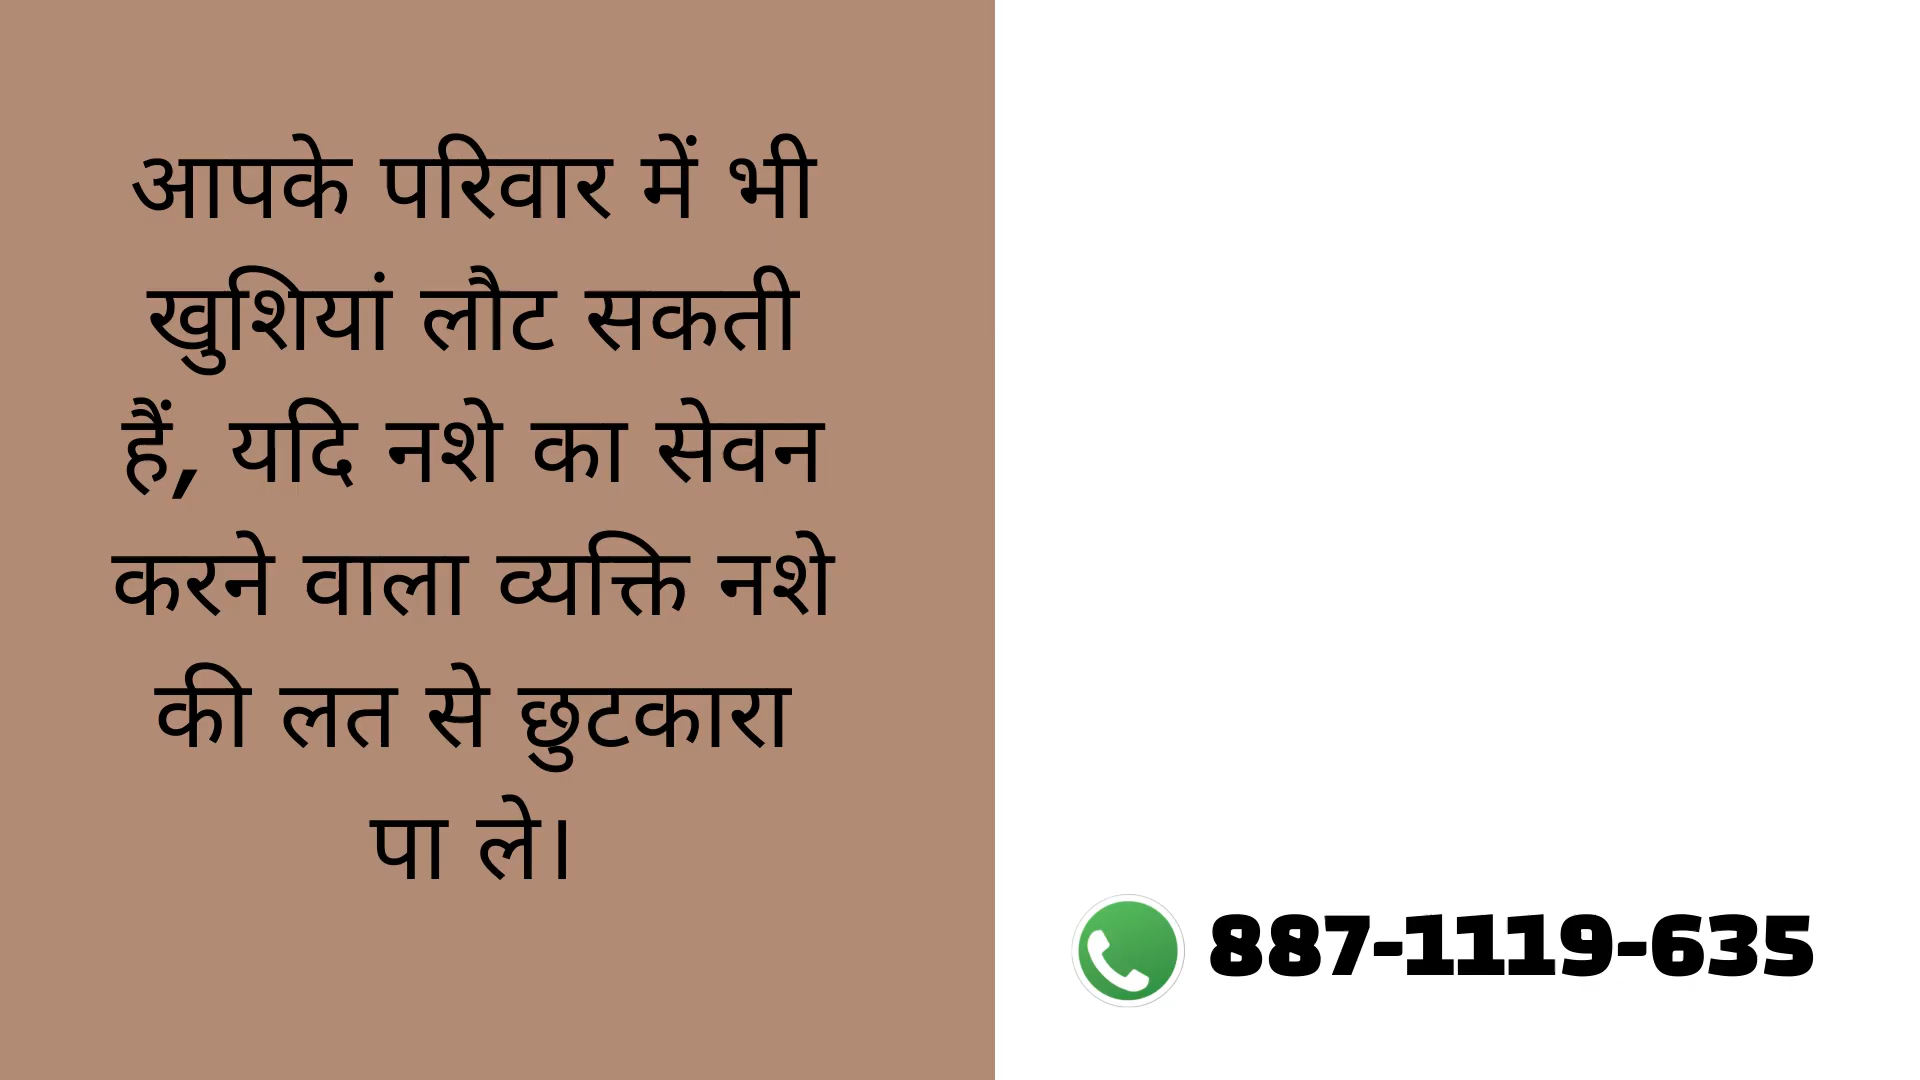 आपके परिवार में भी
खुशियां लौट सकती
हैं, यदि नशे का सेवन
करने वाला व्यक्ति नशे
की लत से छुटकारा
पा ले।
887-1119-635